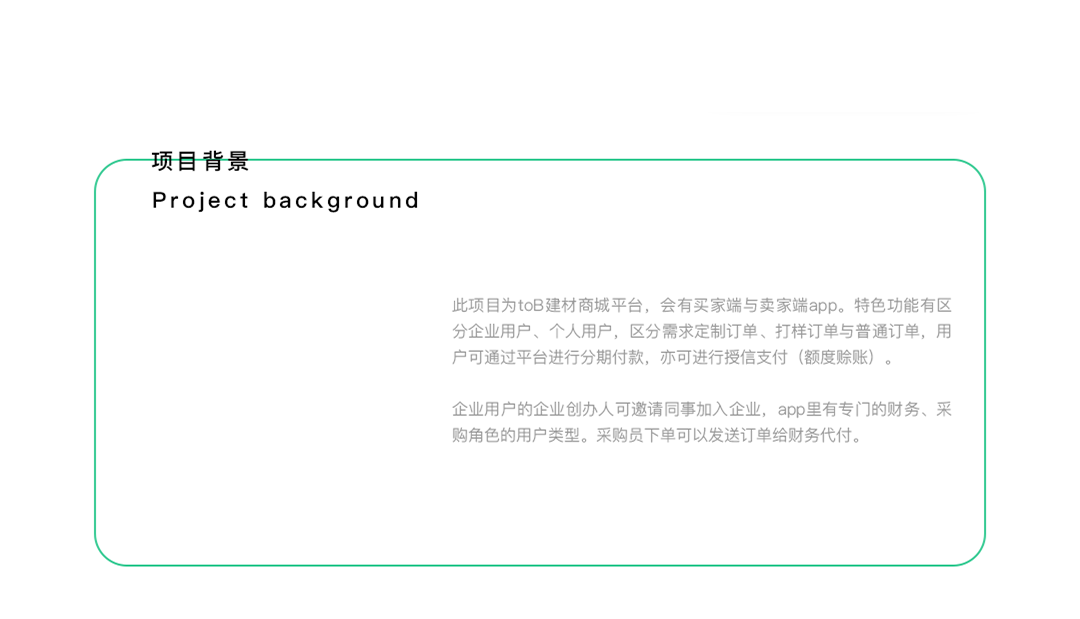 项目背景
Project background
此项目为toB建材商城平台，会有买家端与卖家端app。特色功能有区
分企业用户、个人用户，区分需求定制订单、打样订单与普通订单，用
户可通过平台进行分期付款，亦可进行授信支付（额度赊账）。
企业用户的企业创办人可邀请同事加入企业，app里有专门的财务、采
购角色的用户类型。采购员下单可以发送订单给财务代付。